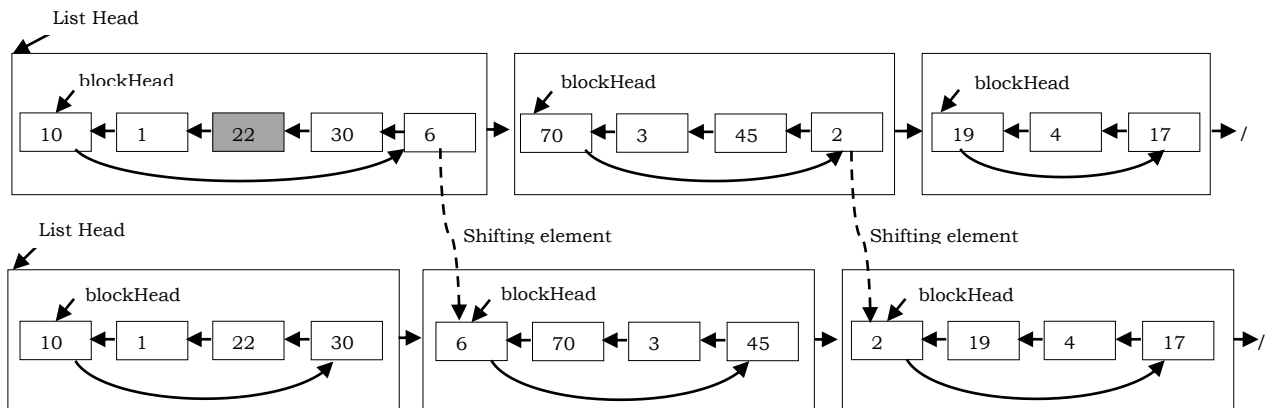 List Head
blockHead
blockHead
blockHead
10 1 22 30 6
70 3 45 2
19 4 17 /
List Head
Shifting element
Shifting element
blockHead
blockHead
blockHead
10 1 22 30
6 70 3 45
2 19 4 17 /